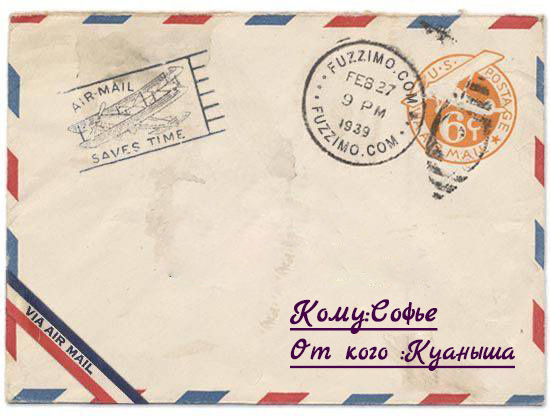 AIR-MAIL
SAVES TIME
FUZZIMO.COM
FEB 27
9 PM
1939
FUZZIMO.COM
U.S. POSTAGE
6¢
AIR MAIL
VIA AIR MAIL
Кому:Софье
От кого :Куаныша